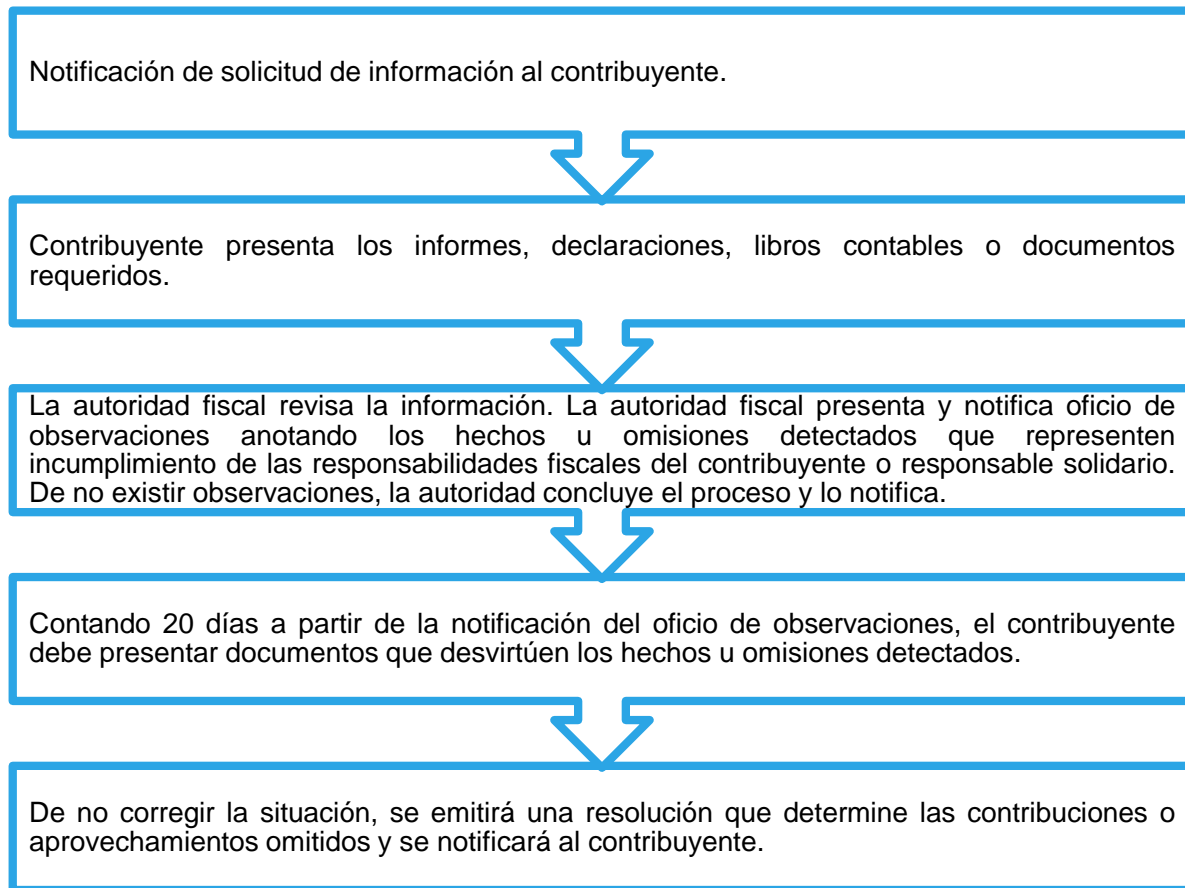 Notificación de solicitud de información al contribuyente.
Contribuyente presenta los informes, declaraciones, libros contables o documentos
requeridos.
La autoridad fiscal revisa la información. La autoridad fiscal presenta y notifica oficio de
observaciones anotando los hechos u omisiones detectados que representen
incumplimiento de las responsabilidades fiscales del contribuyente o responsable solidario.
De no existir observaciones, la autoridad concluye el proceso y lo notifica.
Contando 20 días a partir de la notificación del oficio de observaciones, el contribuyente
debe presentar documentos que desvirtúen los hechos u omisiones detectados.
De no corregir la situación, se emitirá una resolución que determine las contribuciones o
aprovechamientos omitidos y se notificará al contribuyente.